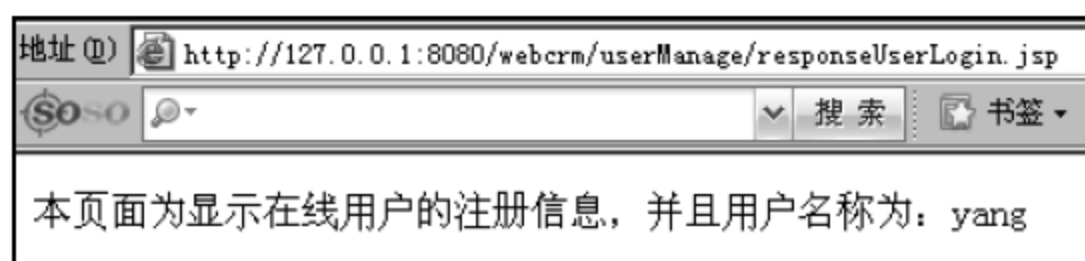 地址(D) http://127.0.0.1:8080/webcrm/userManage/responseUserLogin.jsp
SOSO 搜索 书签
本页面为显示在线用户的注册信息，并且用户名称为：yang